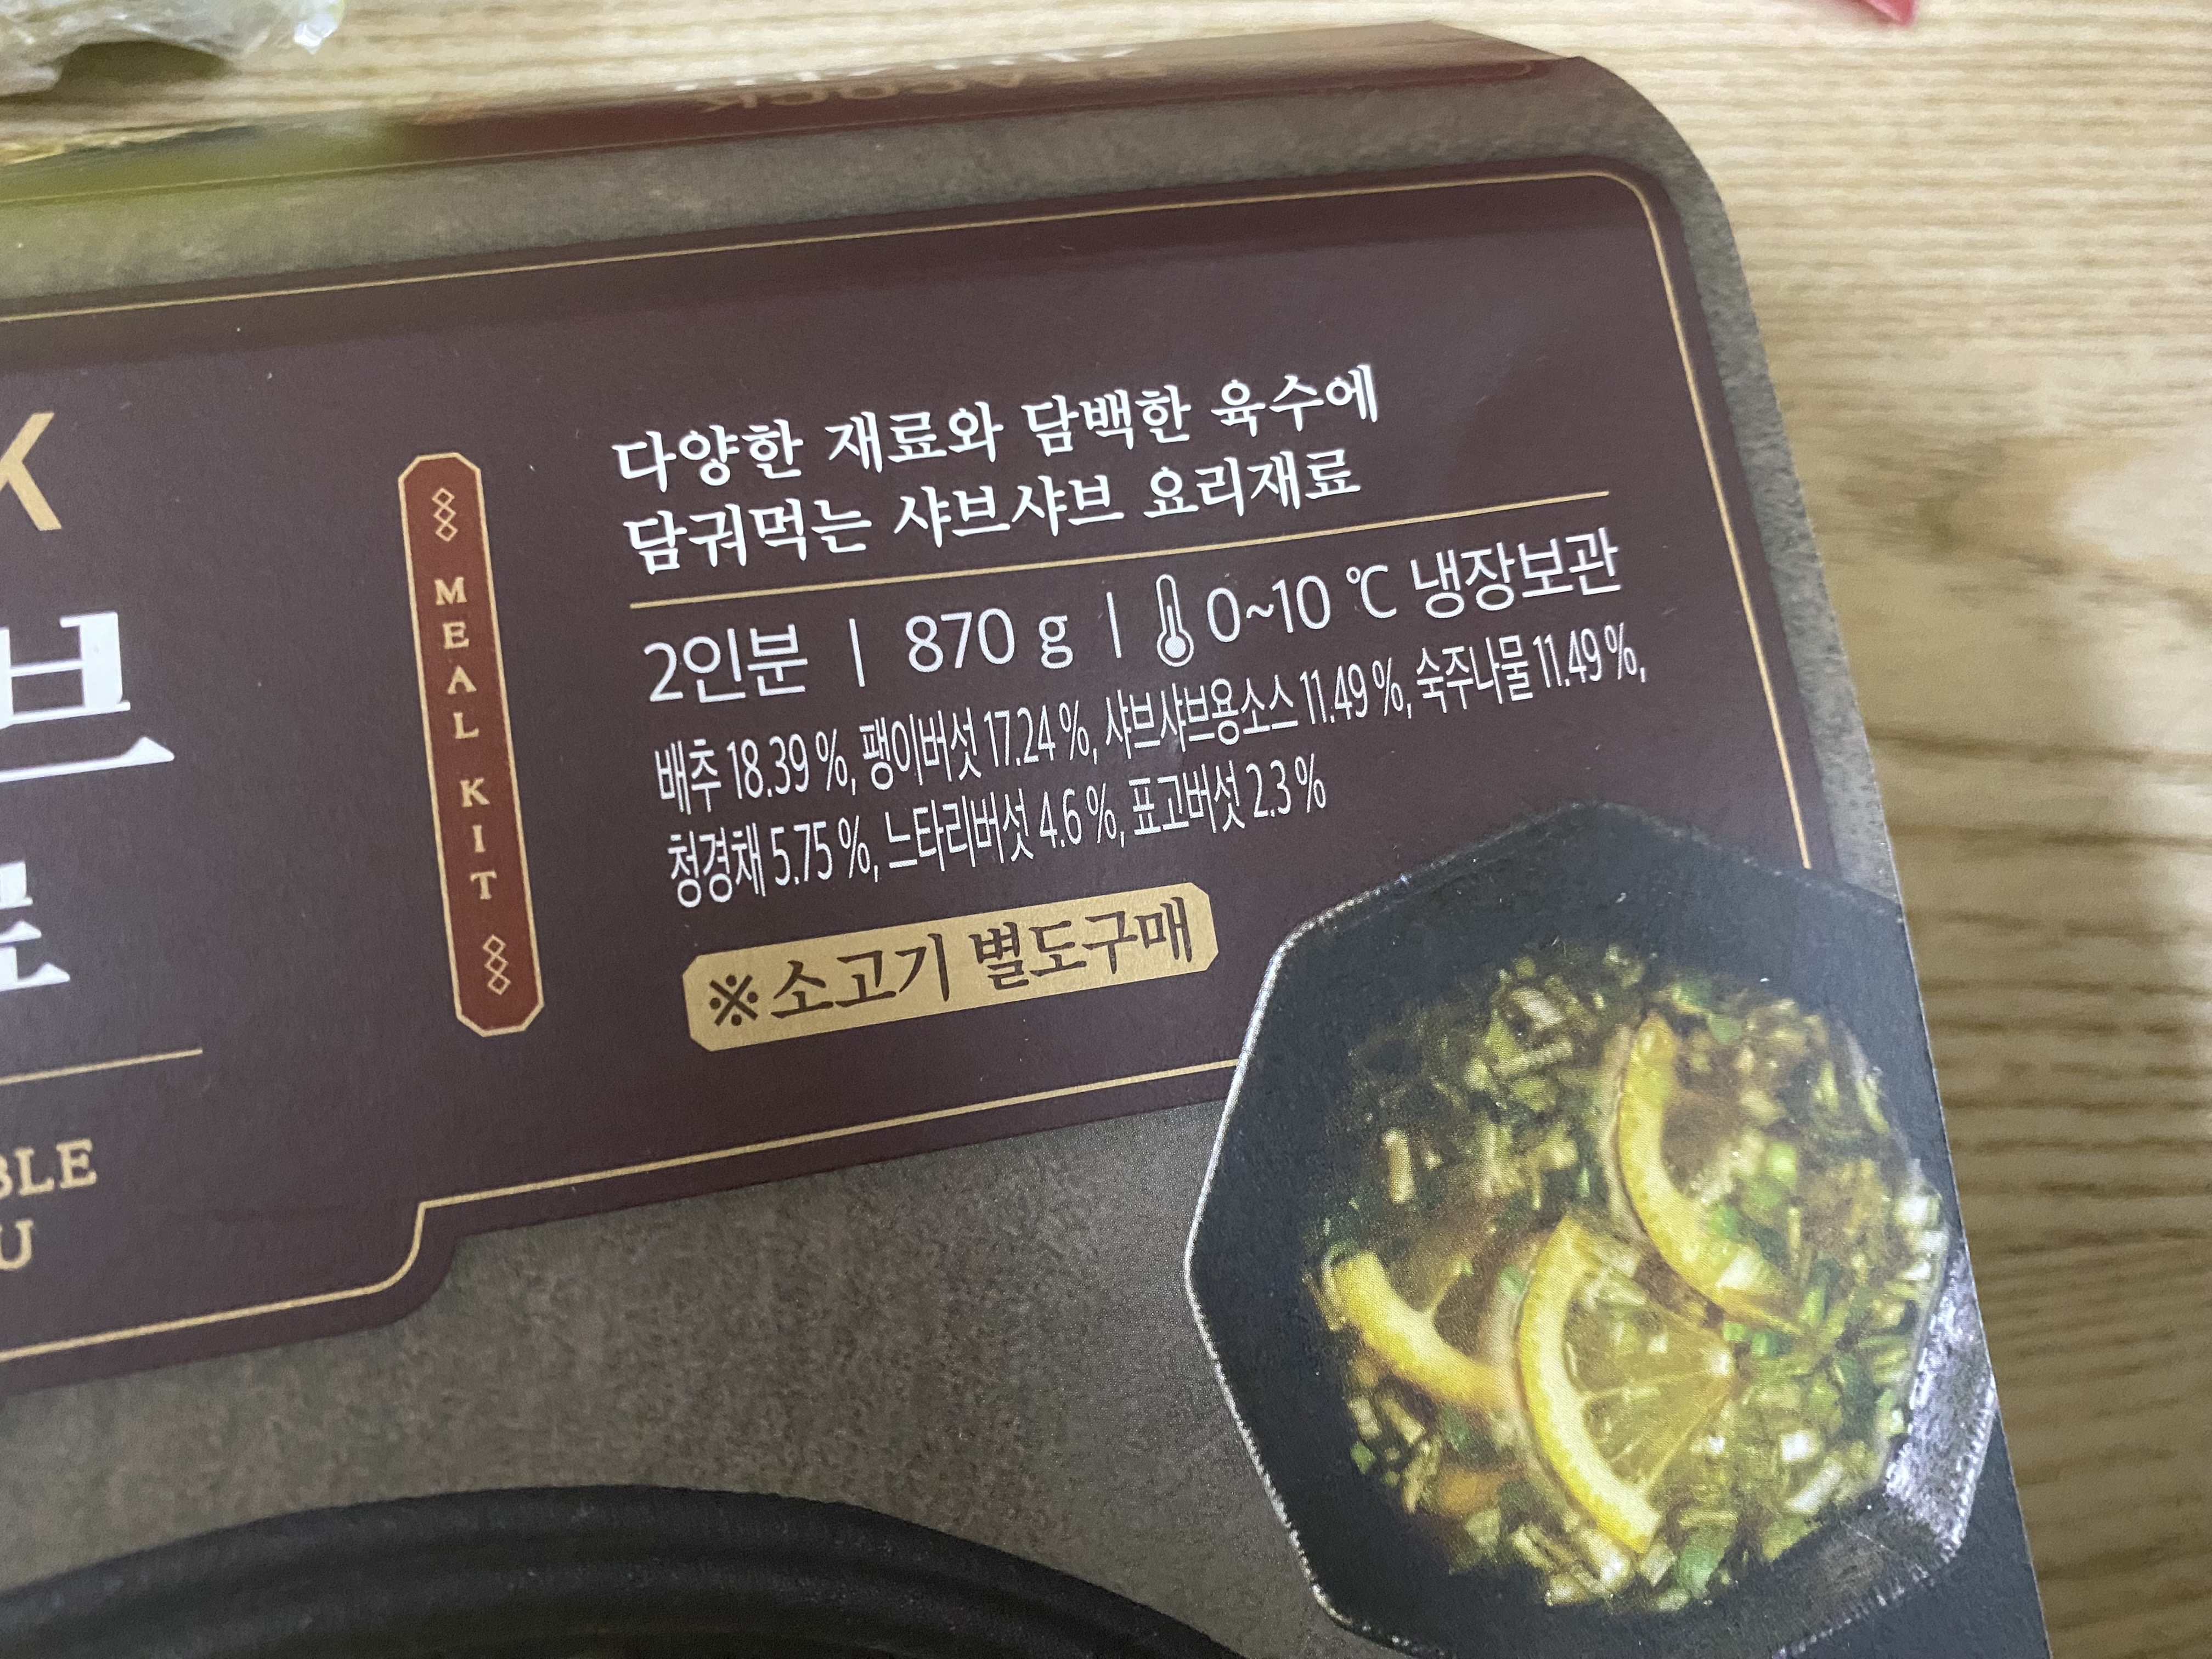 PEACOCK
K
브
료
BLE
U
MEAL KIT
다양한 재료와 담백한 육수에
담궈먹는 샤브샤브 요리재료
2인분 | 870 g | 0~10 ℃ 냉장보관
배추 18.39 %, 팽이버섯 17.24 %, 샤브샤브용소스 11.49 %, 숙주나물 11.49 %,
청경채 5.75 %, 느타리버섯 4.6 %, 표고버섯 2.3 %
※소고기 별도구매